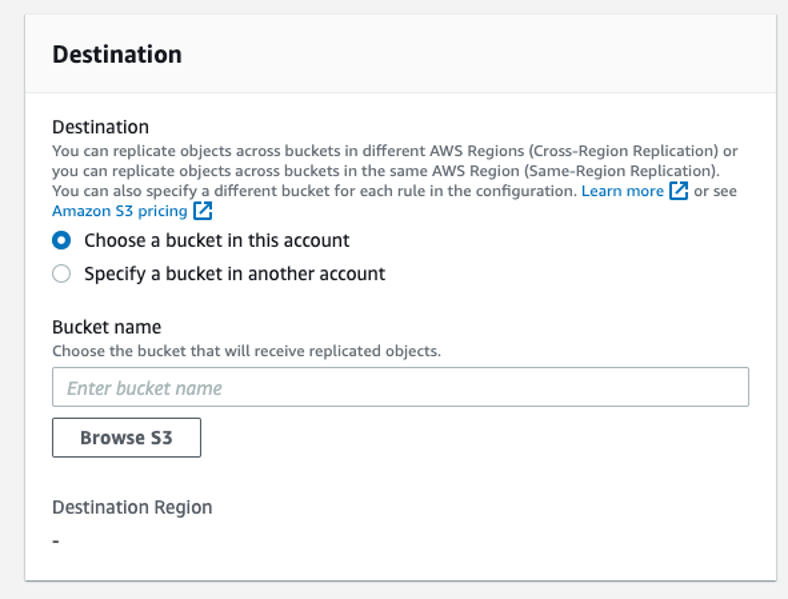 Destination
Destination
You can replicate objects across buckets in different AWS Regions (Cross-Region Replication) or
you can replicate objects across buckets in the same AWS Region (Same-Region Replication).
You can also specify a different bucket for each rule in the configuration. Learn more or see
Amazon S3 pricing
Choose a bucket in this account
Specify a bucket in another account
Bucket name
Choose the bucket that will receive replicated objects.
Enter bucket name
Browse S3
Destination Region
-